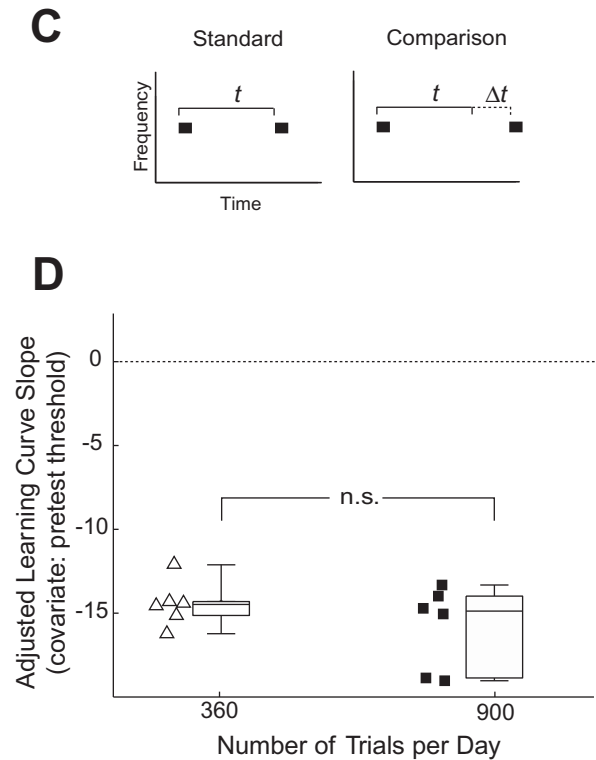 C
Standard
Comparison
t
t
Δt
Frequency
Time
D
Adjusted Learning Curve Slope
(covariate: pretest threshold)
0
-5
-10
-15
n.s.
360
900
Number of Trials per Day